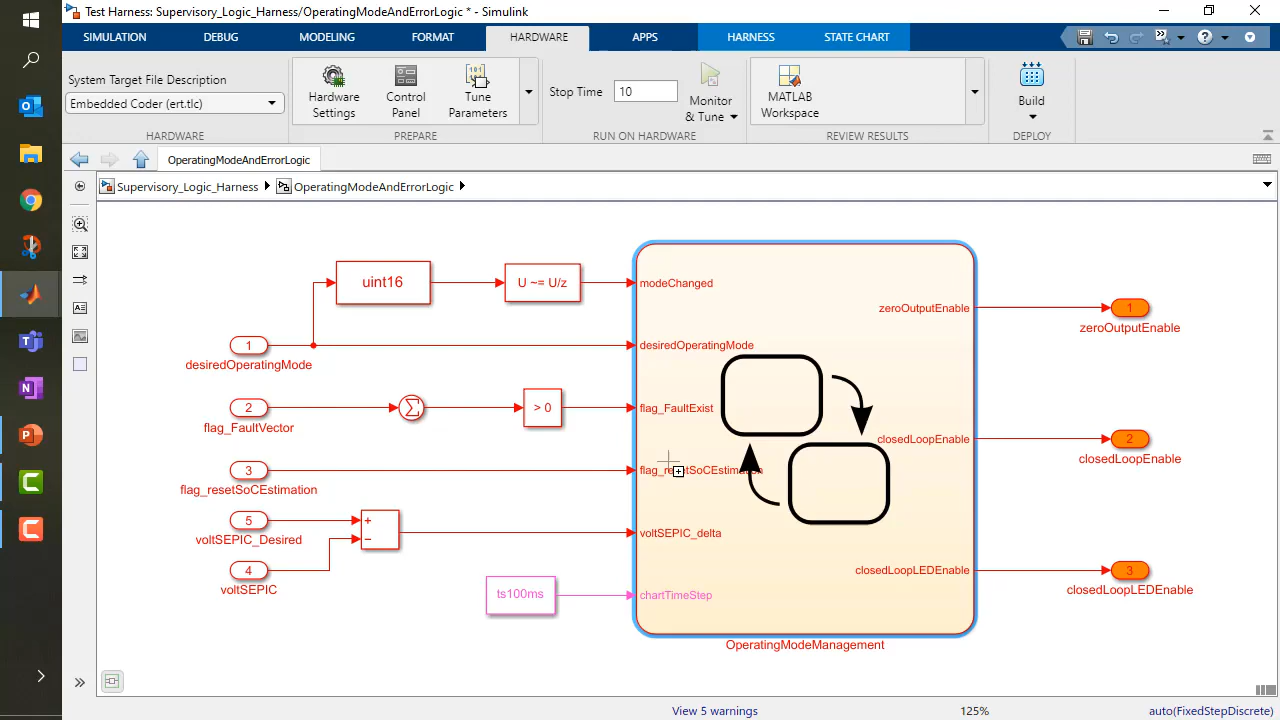 Test Harness: Supervisory_Logic_Harness/OperatingModeAndErrorLogic * - Simulink
SIMULATION DEBUG MODELING FORMAT HARDWARE APPS HARNESS STATE CHART
System Target File Description
Embedded Coder (ert.tlc)
HARDWARE
Hardware
Settings
Control
Panel
Tune
Parameters
PREPARE
Stop Time 10
Monitor
& Tune
RUN ON HARDWARE
MATLAB
Workspace
REVIEW RESULTS
Build
DEPLOY
OperatingModeAndErrorLogic
Supervisory_Logic_Harness OperatingModeAndErrorLogic
uint16
U ~= U/z
modeChanged
zeroOutputEnable
1
zeroOutputEnable
1
desiredOperatingMode
desiredOperatingMode
2
flag_FaultVector
Σ
> 0
flag_FaultExist
closedLoopEnable
2
closedLoopEnable
3
flag_resetSoCEstimation
flag_resetSoCEstimation
5
voltSEPIC_Desired
+
−
voltSEPIC_delta
4
voltSEPIC
closedLoopLEDEnable
3
closedLoopLEDEnable
ts100ms
chartTimeStep
OperatingModeManagement
View 5 warnings 125% auto(FixedStepDiscrete)